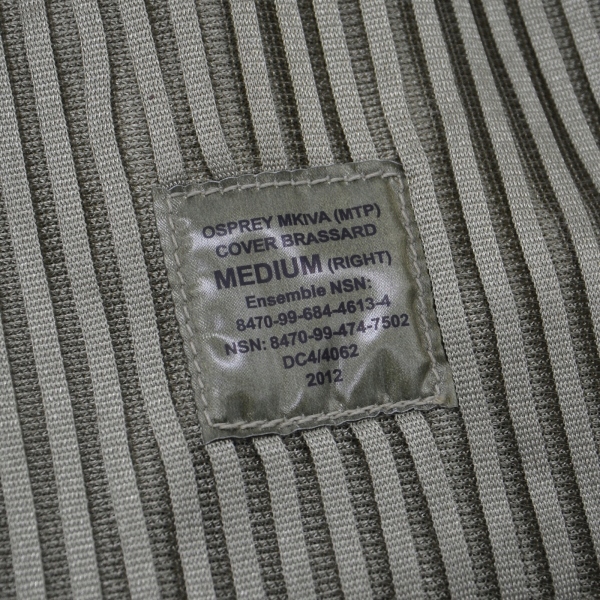 OSPREY MKIVA (MTP)
COVER BRASSARD
MEDIUM (RIGHT)
Ensemble NSN:
8470-99-684-4613-4
NSN: 8470-99-474-7502
DC4/4062
2012